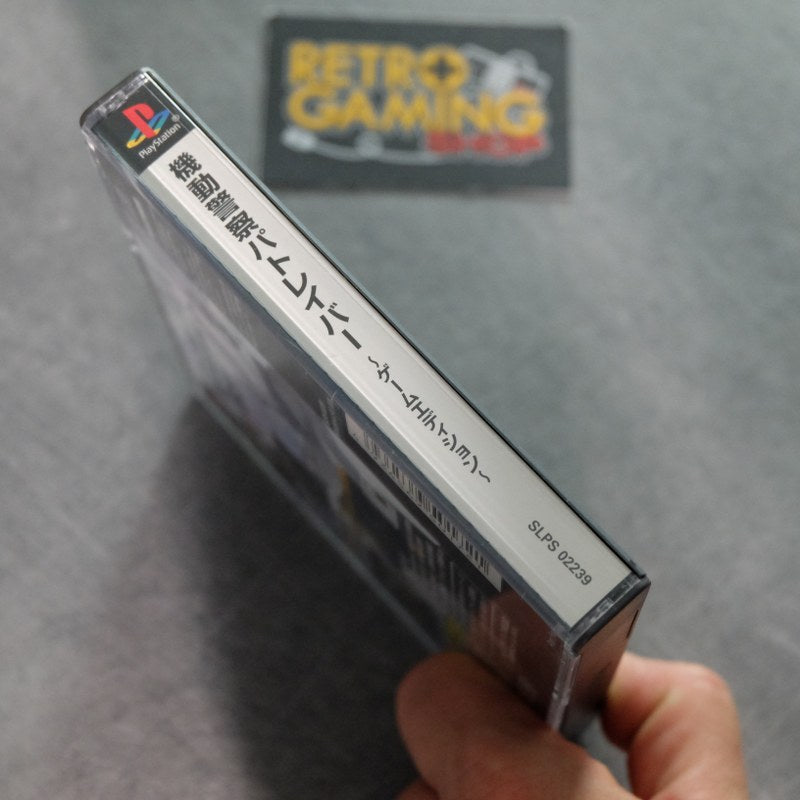 RETRO
GAMING
SHOP
PlayStation®
機動警察パトレイバー ～ゲームエディション～
SLPS 02239